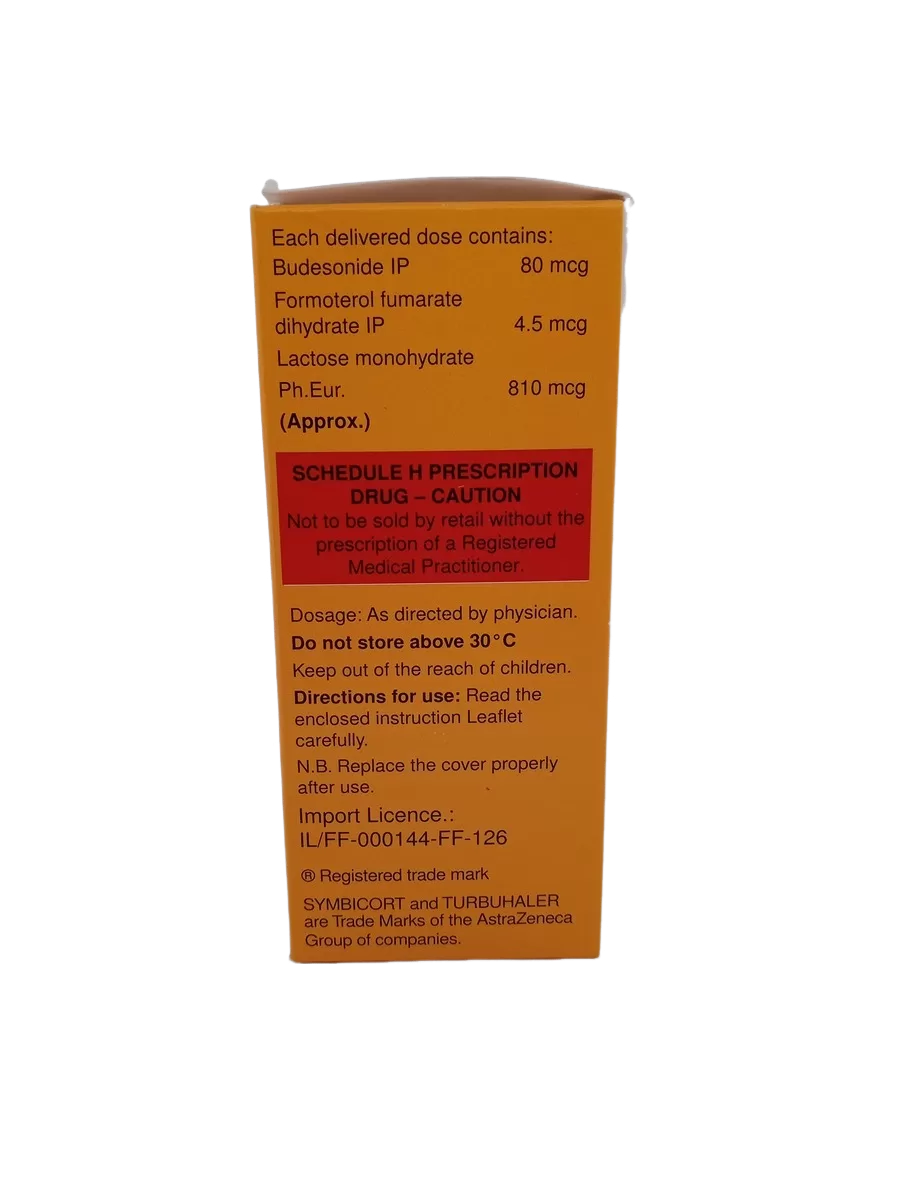 Each delivered dose contains:
Budesonide IP 80 mcg
Formoterol fumarate
dihydrate IP 4.5 mcg
Lactose monohydrate
Ph.Eur. 810 mcg
(Approx.)
SCHEDULE H PRESCRIPTION
DRUG – CAUTION
Not to be sold by retail without the
prescription of a Registered
Medical Practitioner.
Dosage: As directed by physician.
Do not store above 30°C
Keep out of the reach of children.
Directions for use: Read the
enclosed instruction Leaflet
carefully.
N.B. Replace the cover properly
after use.
Import Licence.:
IL/FF-000144-FF-126
® Registered trade mark
SYMBICORT and TURBUHALER
are Trade Marks of the AstraZeneca
Group of companies.